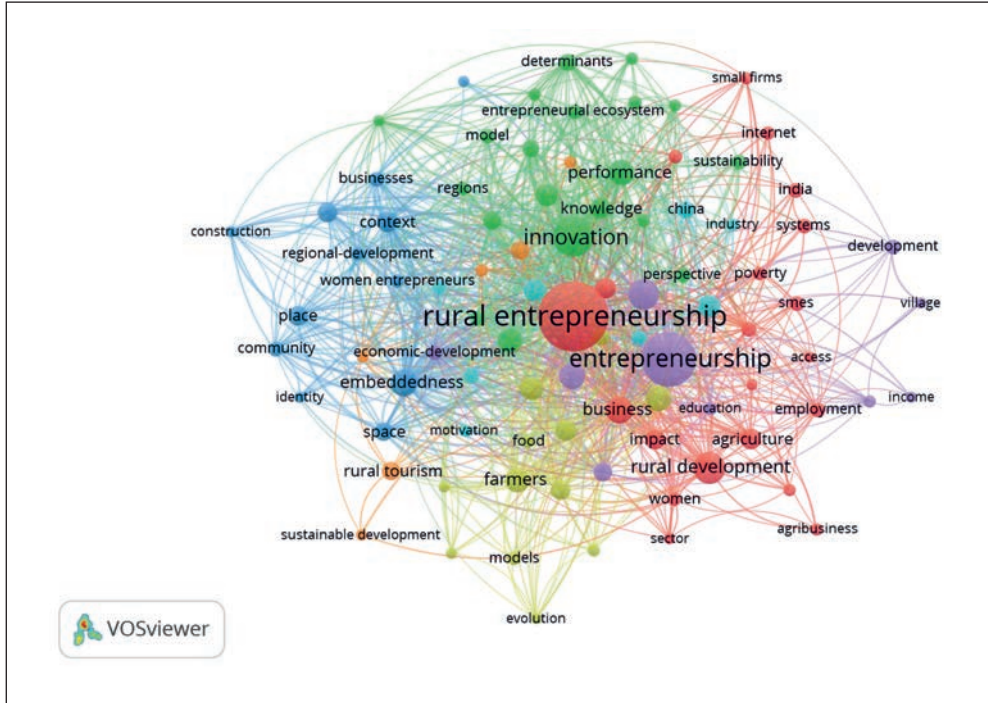 determinants
small firms
entrepreneurial ecosystem
internet
model
sustainability
performance
businesses
regions
india
knowledge
china
context
systems
industry
construction
innovation
development
regional-development
perspective
poverty
women entrepreneurs
village
smes
place
rural entrepreneurship
community
economic-development
entrepreneurship
access
embeddedness
identity
income
business
education
employment
motivation
space
food
impact
agriculture
rural tourism
rural development
farmers
women
agribusiness
sustainable development
sector
models
evolution
VOSviewer